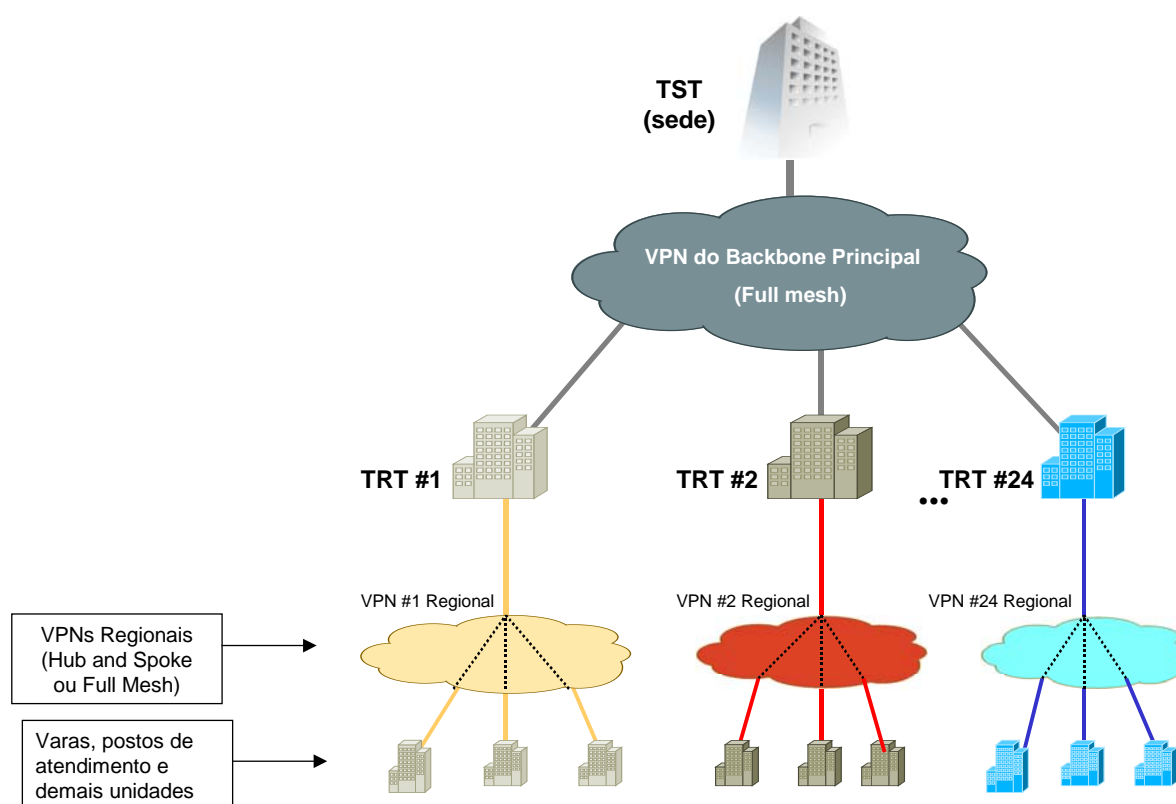 TST
(sede)
VPN do Backbone Principal
(Full mesh)
TRT #1
TRT #2
...
TRT #24
VPN #1 Regional
VPN #2 Regional
VPN #24 Regional
VPNs Regionais
(Hub and Spoke
ou Full Mesh)
Varas, postos de
atendimento e
demais unidades